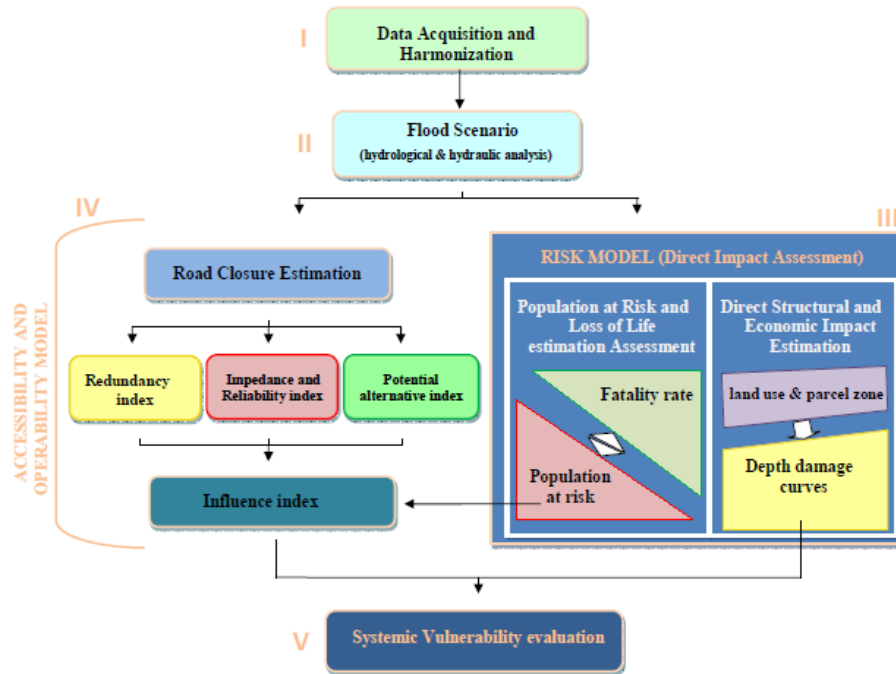 I
Data Acquisition and
Harmonization
II
Flood Scenario
(hydrological & hydraulic analysis)
IV
III
ACCESSIBILITY AND
OPERABILITY MODEL
Road Closure Estimation
Redundancy
index
Impedance and
Reliability index
Potential
alternative index
Influence index
RISK MODEL (Direct Impact Assessment)
Population at Risk and
Loss of Life
estimation Assessment
Fatality rate
Population
at risk
Direct Structural and
Economic Impact
Estimation
land use & parcel zone
Depth damage
curves
V
Systemic Vulnerability evaluation